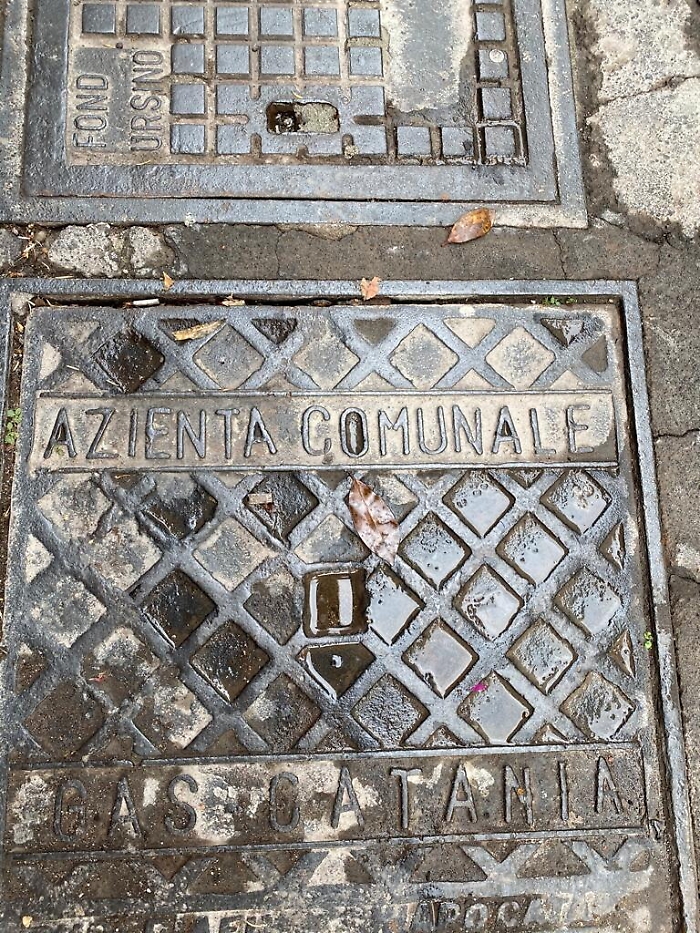 FOND
URSINO
AZIENTA COMUNALE
GAS·CATANIA